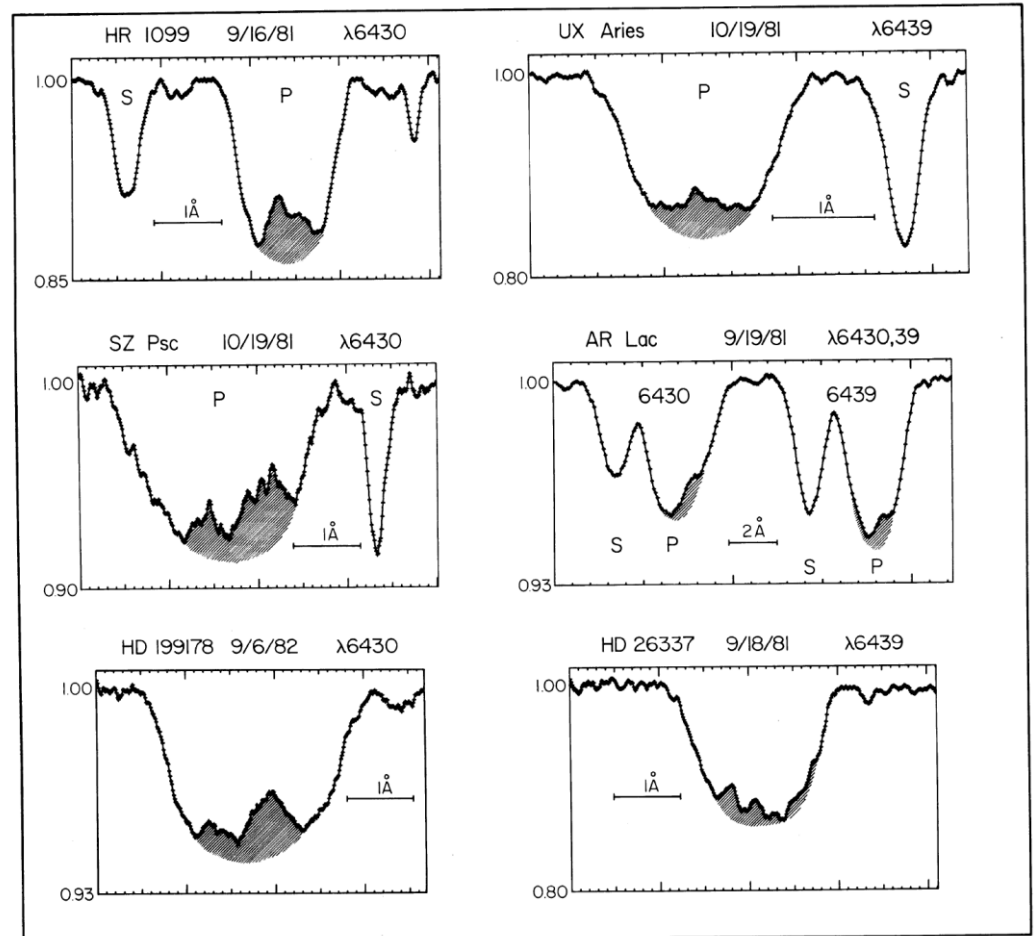 HR 1099 9/16/81 λ6430
1.00
S
P
1Å
0.85
UX Aries 10/19/81 λ6439
1.00
P
S
1Å
0.80
SZ Psc 10/19/81 λ6430
1.00
P
S
1Å
0.90
AR Lac 9/19/81 λ6430,39
1.00
6430
6439
S
P
2Å
S
P
0.93
HD 199178 9/6/82 λ6430
1.00
1Å
0.93
HD 26337 9/18/81 λ6439
1.00
1Å
0.80